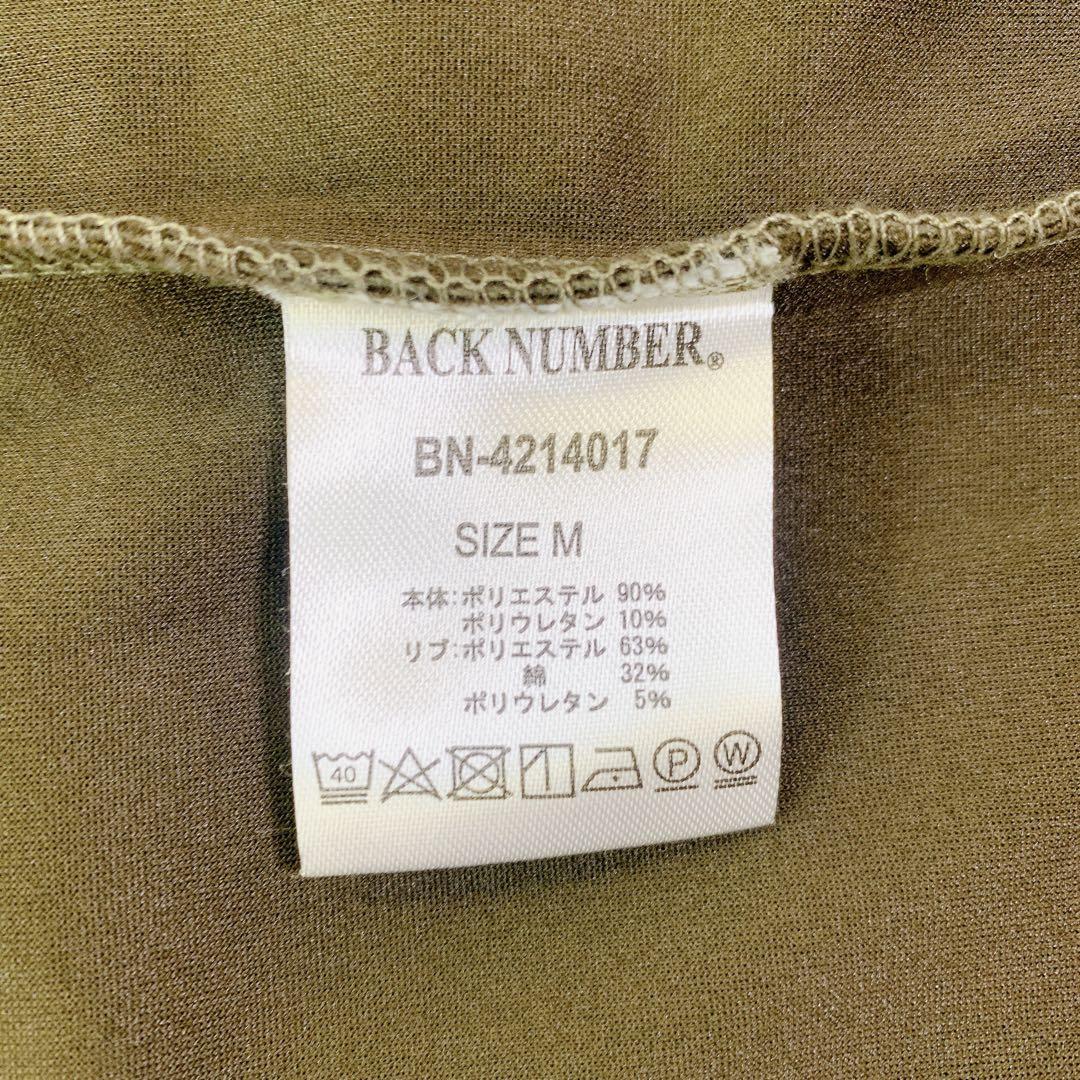 BACK NUMBER®
BN-4214017
SIZE M
本体:ポリエステル 90%
ポリウレタン 10%
リブ:ポリエステル 63%
綿 32%
ポリウレタン 5%
40 P W